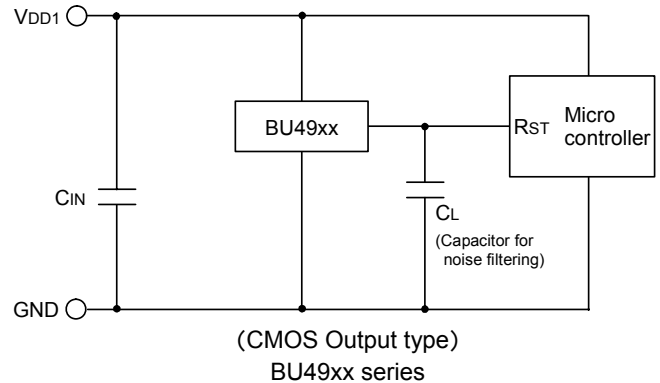 VDD1
BU49xx
RST
Micro
controller
CIN
CL
(Capacitor for
noise filtering)
GND
(CMOS Output type)
BU49xx series